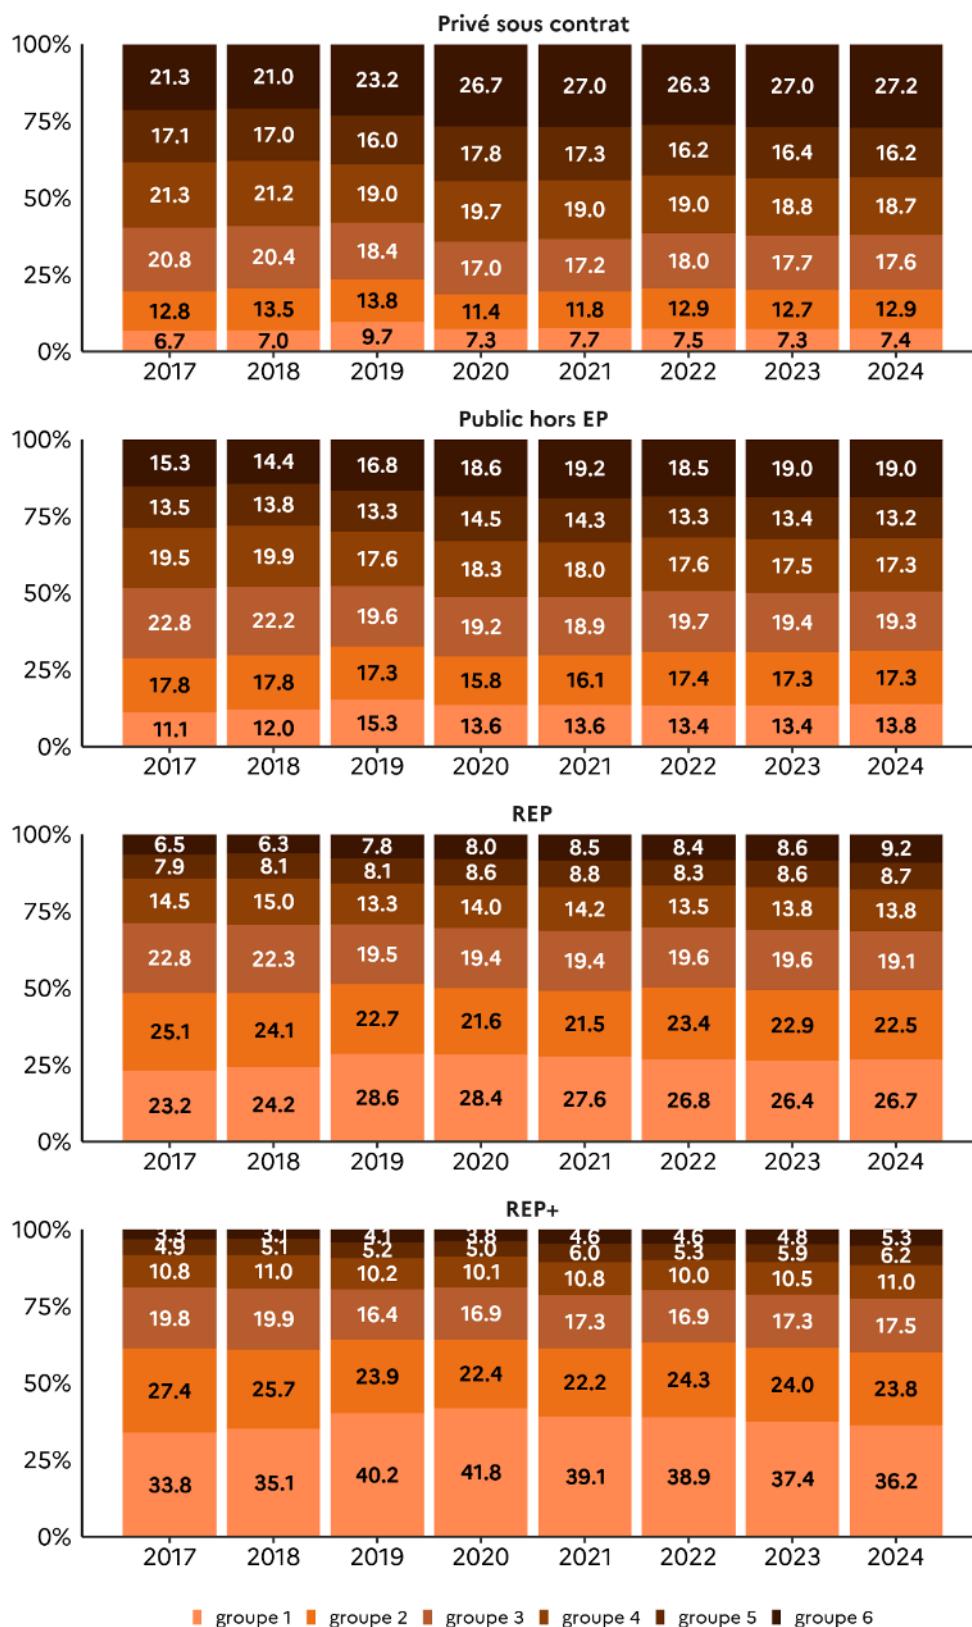 Privé sous contrat
100%
21.3 21.0 23.2 26.7 27.0 26.3 27.0 27.2
75%
17.1 17.0 16.0 17.8 17.3 16.2 16.4 16.2
50%
21.3 21.2 19.0 19.7 19.0 19.0 18.8 18.7
25%
20.8 20.4 18.4 17.0 17.2 18.0 17.7 17.6
12.8 13.5 13.8 11.4 11.8 12.9 12.7 12.9
0%
6.7 7.0 9.7 7.3 7.7 7.5 7.3 7.4
2017 2018 2019 2020 2021 2022 2023 2024
Public hors EP
100%
15.3 14.4 16.8 18.6 19.2 18.5 19.0 19.0
75%
13.5 13.8 13.3 14.5 14.3 13.3 13.4 13.2
19.5 19.9 17.6 18.3 18.0 17.6 17.5 17.3
50%
22.8 22.2 19.6 19.2 18.9 19.7 19.4 19.3
25%
17.8 17.8 17.3 15.8 16.1 17.4 17.3 17.3
11.1 12.0 15.3 13.6 13.6 13.4 13.4 13.8
0%
2017 2018 2019 2020 2021 2022 2023 2024
REP
100%
6.5 6.3 7.8 8.0 8.5 8.4 8.6 9.2
7.9 8.1 8.1 8.6 8.8 8.3 8.6 8.7
75%
14.5 15.0 13.3 14.0 14.2 13.5 13.8 13.8
22.8 22.3 19.5 19.4 19.4 19.6 19.6 19.1
50%
25.1 24.1 22.7 21.6 21.5 23.4 22.9 22.5
25%
23.2 24.2 28.6 28.4 27.6 26.8 26.4 26.7
0%
2017 2018 2019 2020 2021 2022 2023 2024
REP+
100%
3.3 3.1 4.1 3.8 4.6 4.6 4.8 5.3
4.9 5.1 5.2 5.0 6.0 5.3 5.9 6.2
10.8 11.0 10.2 10.1 10.8 10.0 10.5 11.0
75%
19.8 19.9 16.4 16.9 17.3 16.9 17.3 17.5
50%
27.4 25.7 23.9 22.4 22.2 24.3 24.0 23.8
25%
33.8 35.1 40.2 41.8 39.1 38.9 37.4 36.2
0%
2017 2018 2019 2020 2021 2022 2023 2024
groupe 1 groupe 2 groupe 3 groupe 4 groupe 5 groupe 6